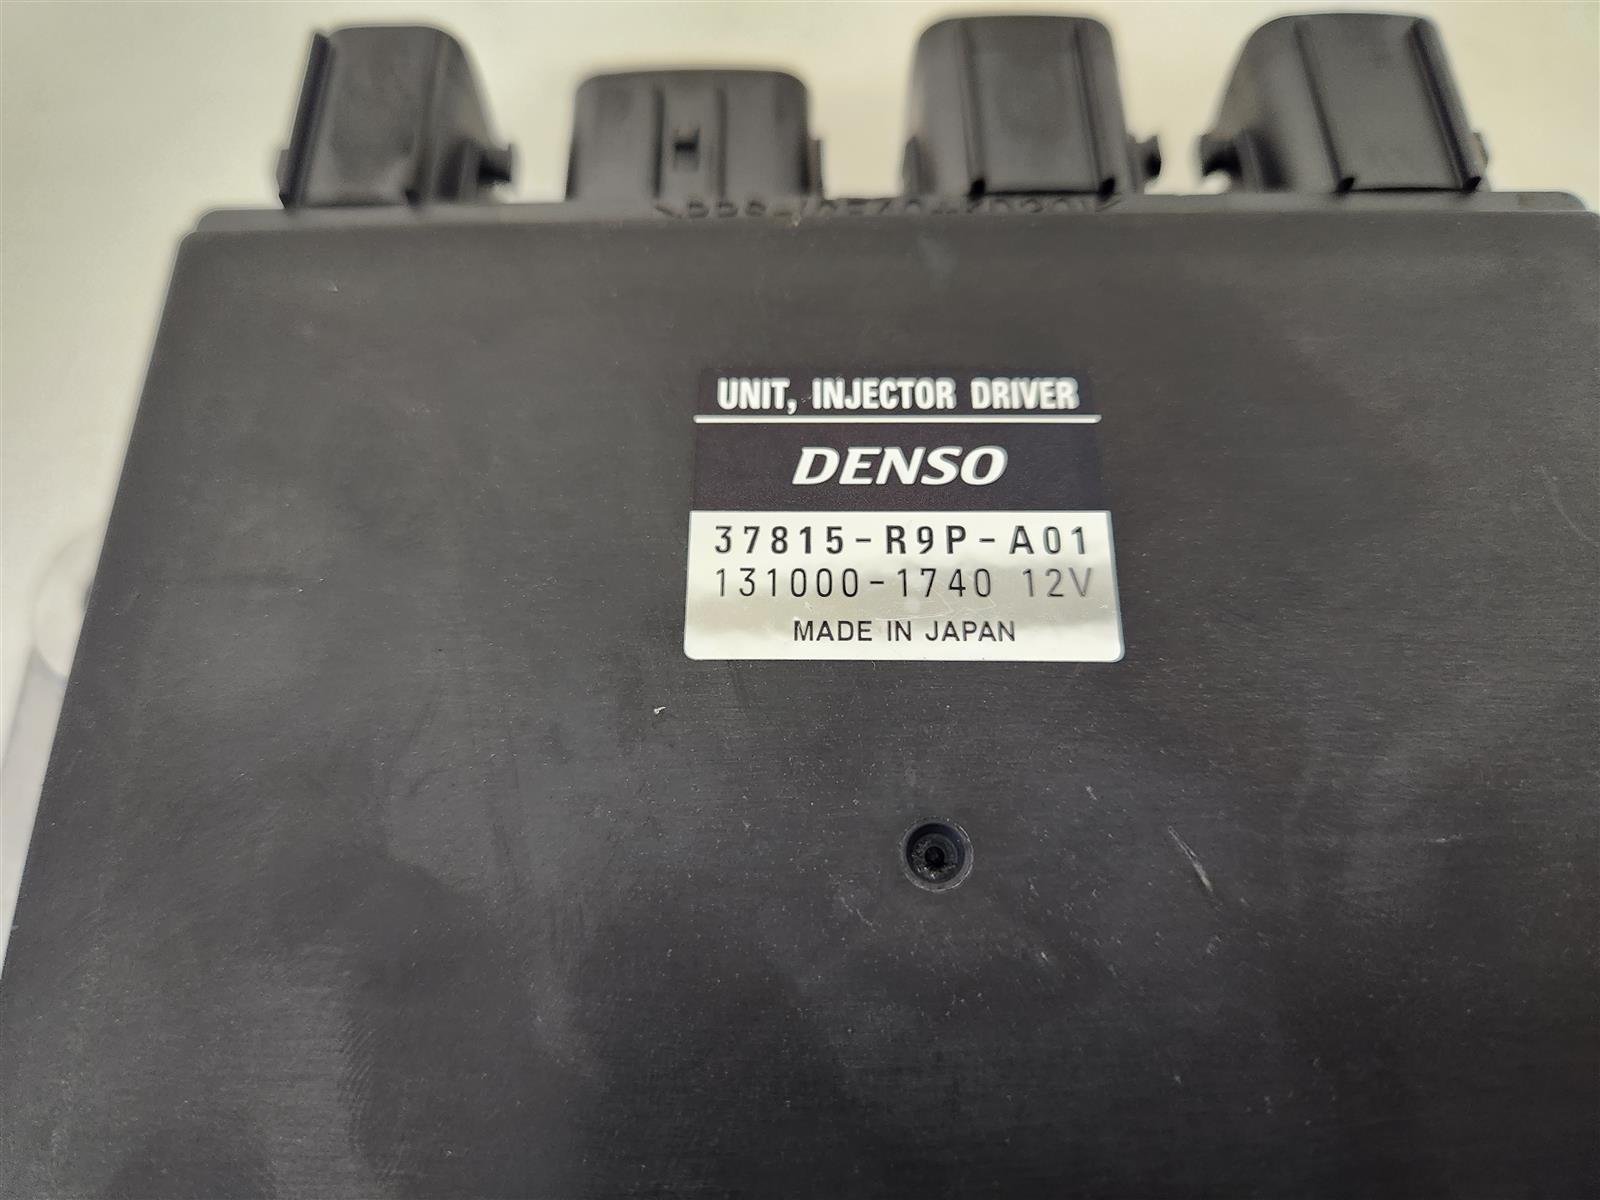 UNIT, INJECTOR DRIVER
DENSO
37815-R9P-A01
131000-1740 12V
MADE IN JAPAN